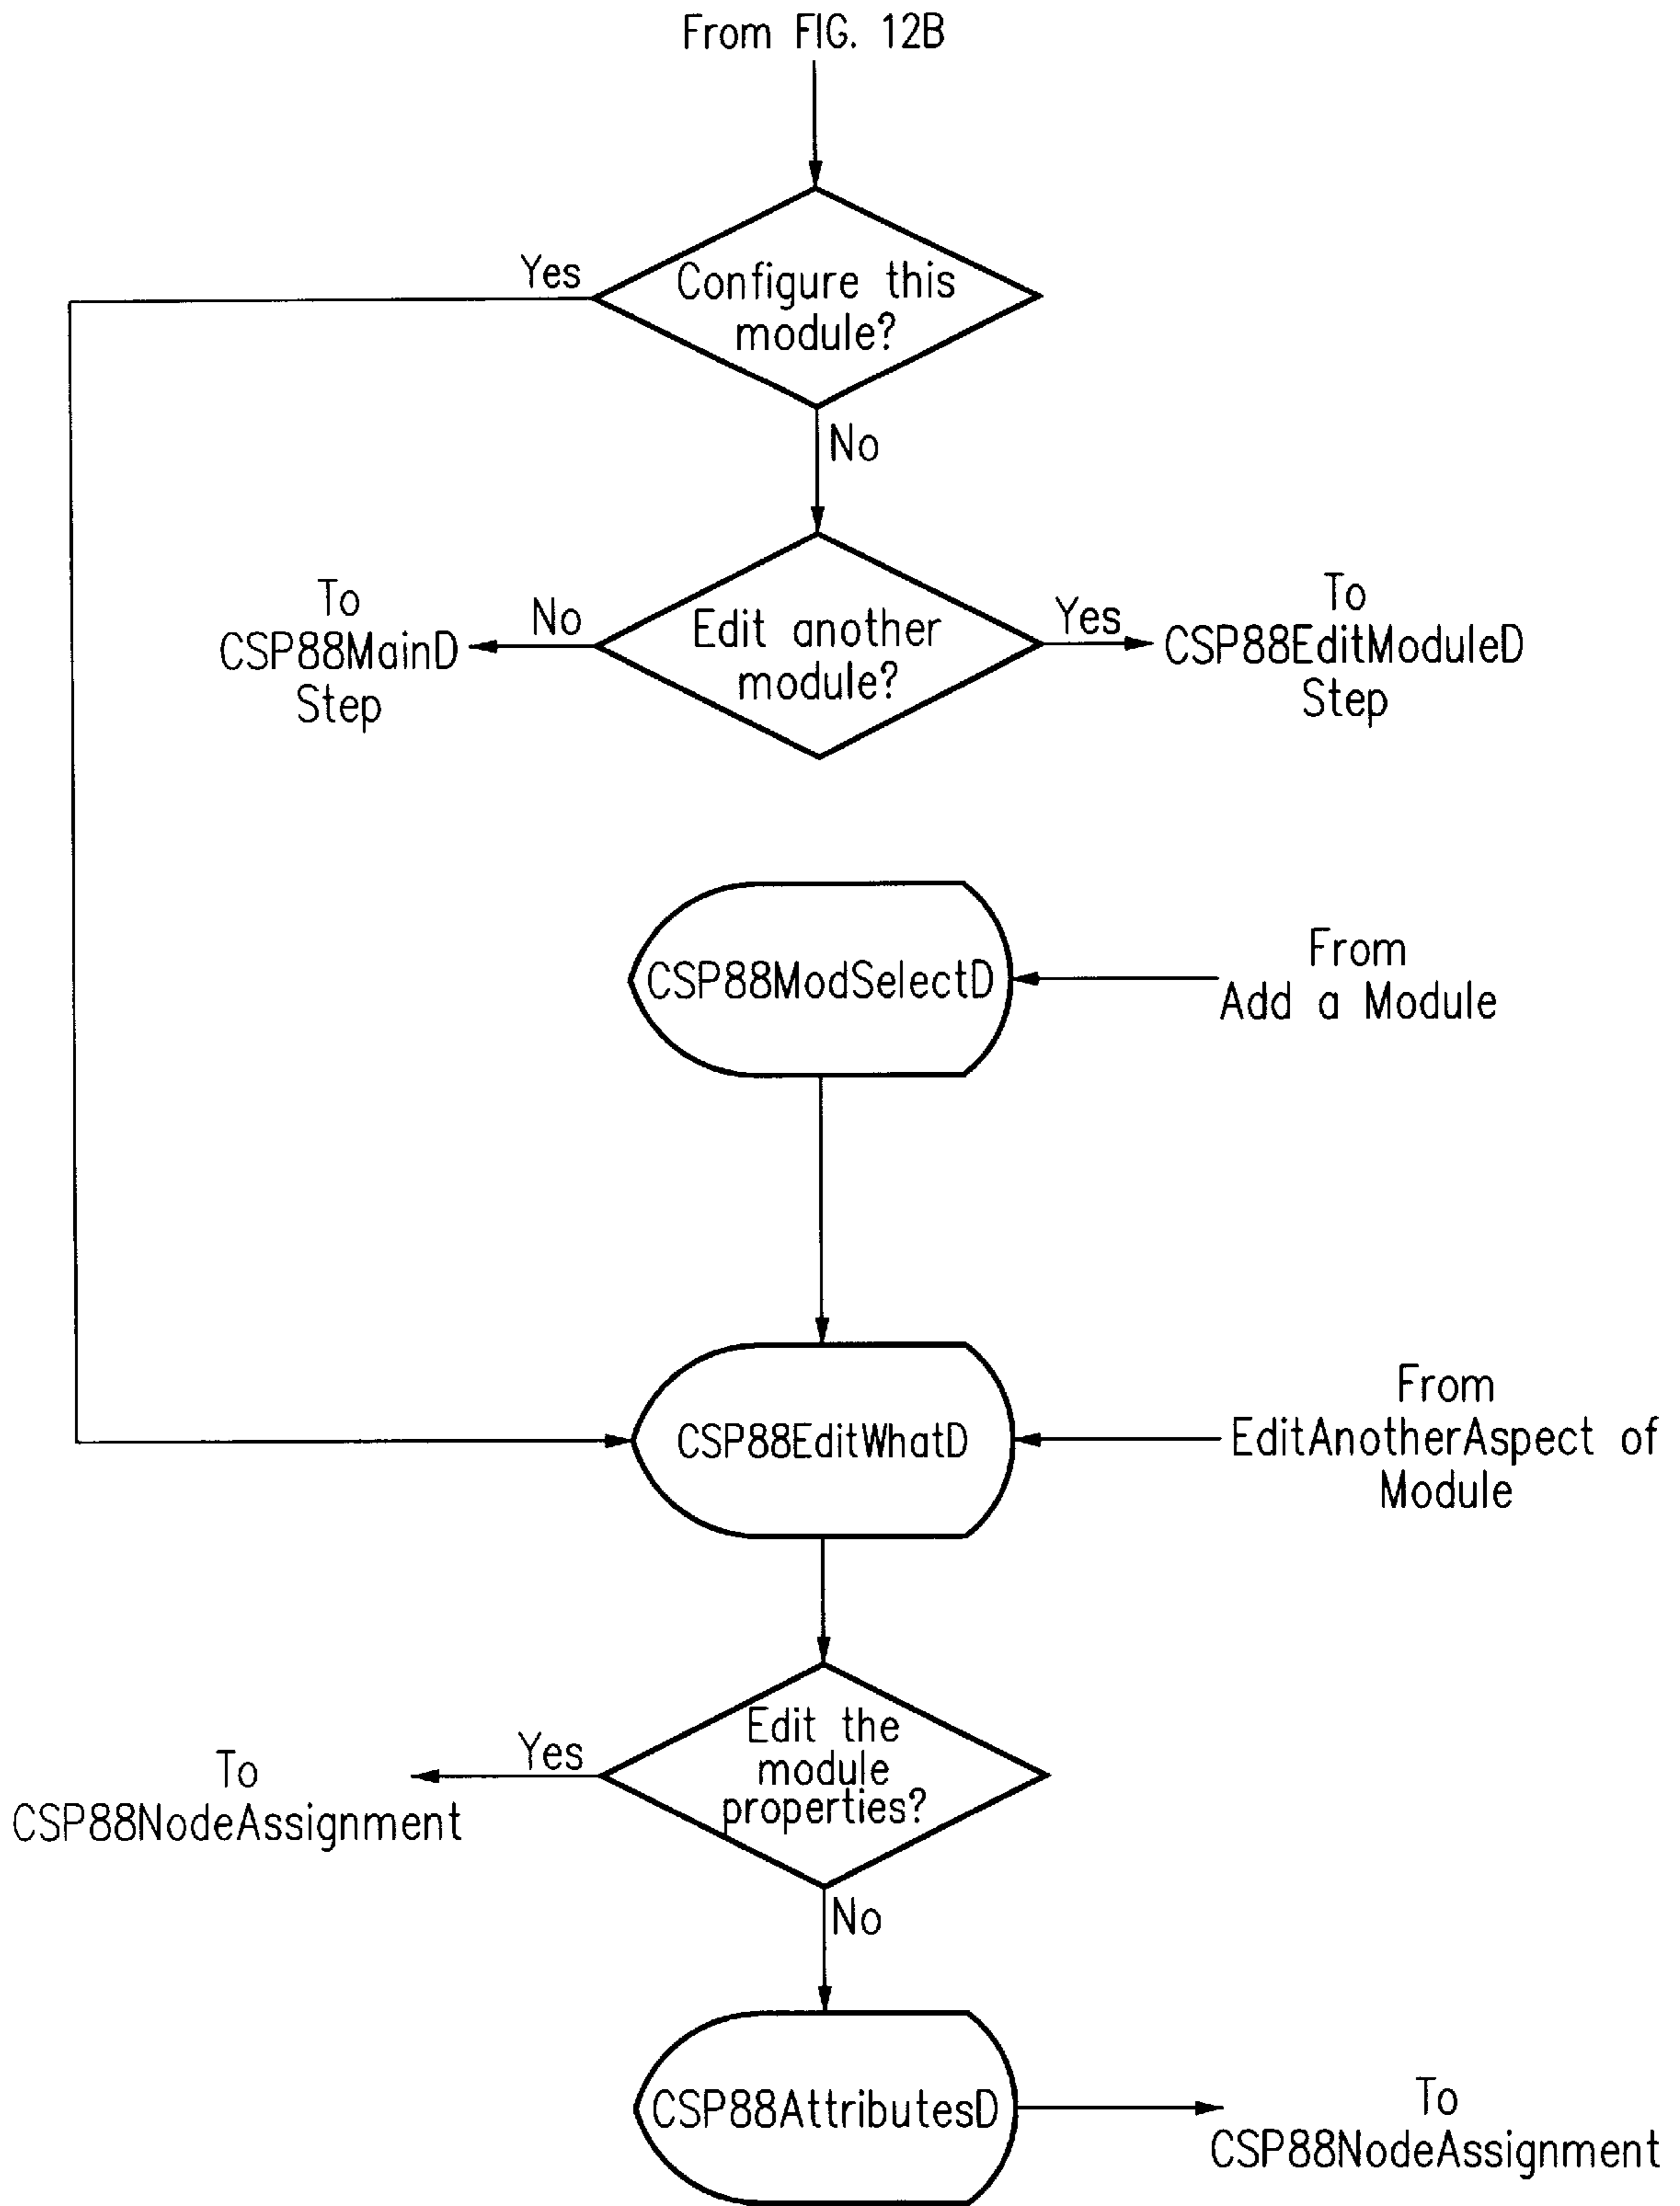 From FIG. 12B
Yes
Configure this
module?
No
To
CSP88MainD
Step
No
Edit another
module?
Yes
To
CSP88EditModuleD
Step
CSP88ModSelectD
From
Add a Module
CSP88EditWhatD
From
EditAnotherAspect of
Module
To
CSP88NodeAssignment
Yes
Edit the
module
properties?
No
CSP88AttributesD
To
CSP88NodeAssignment